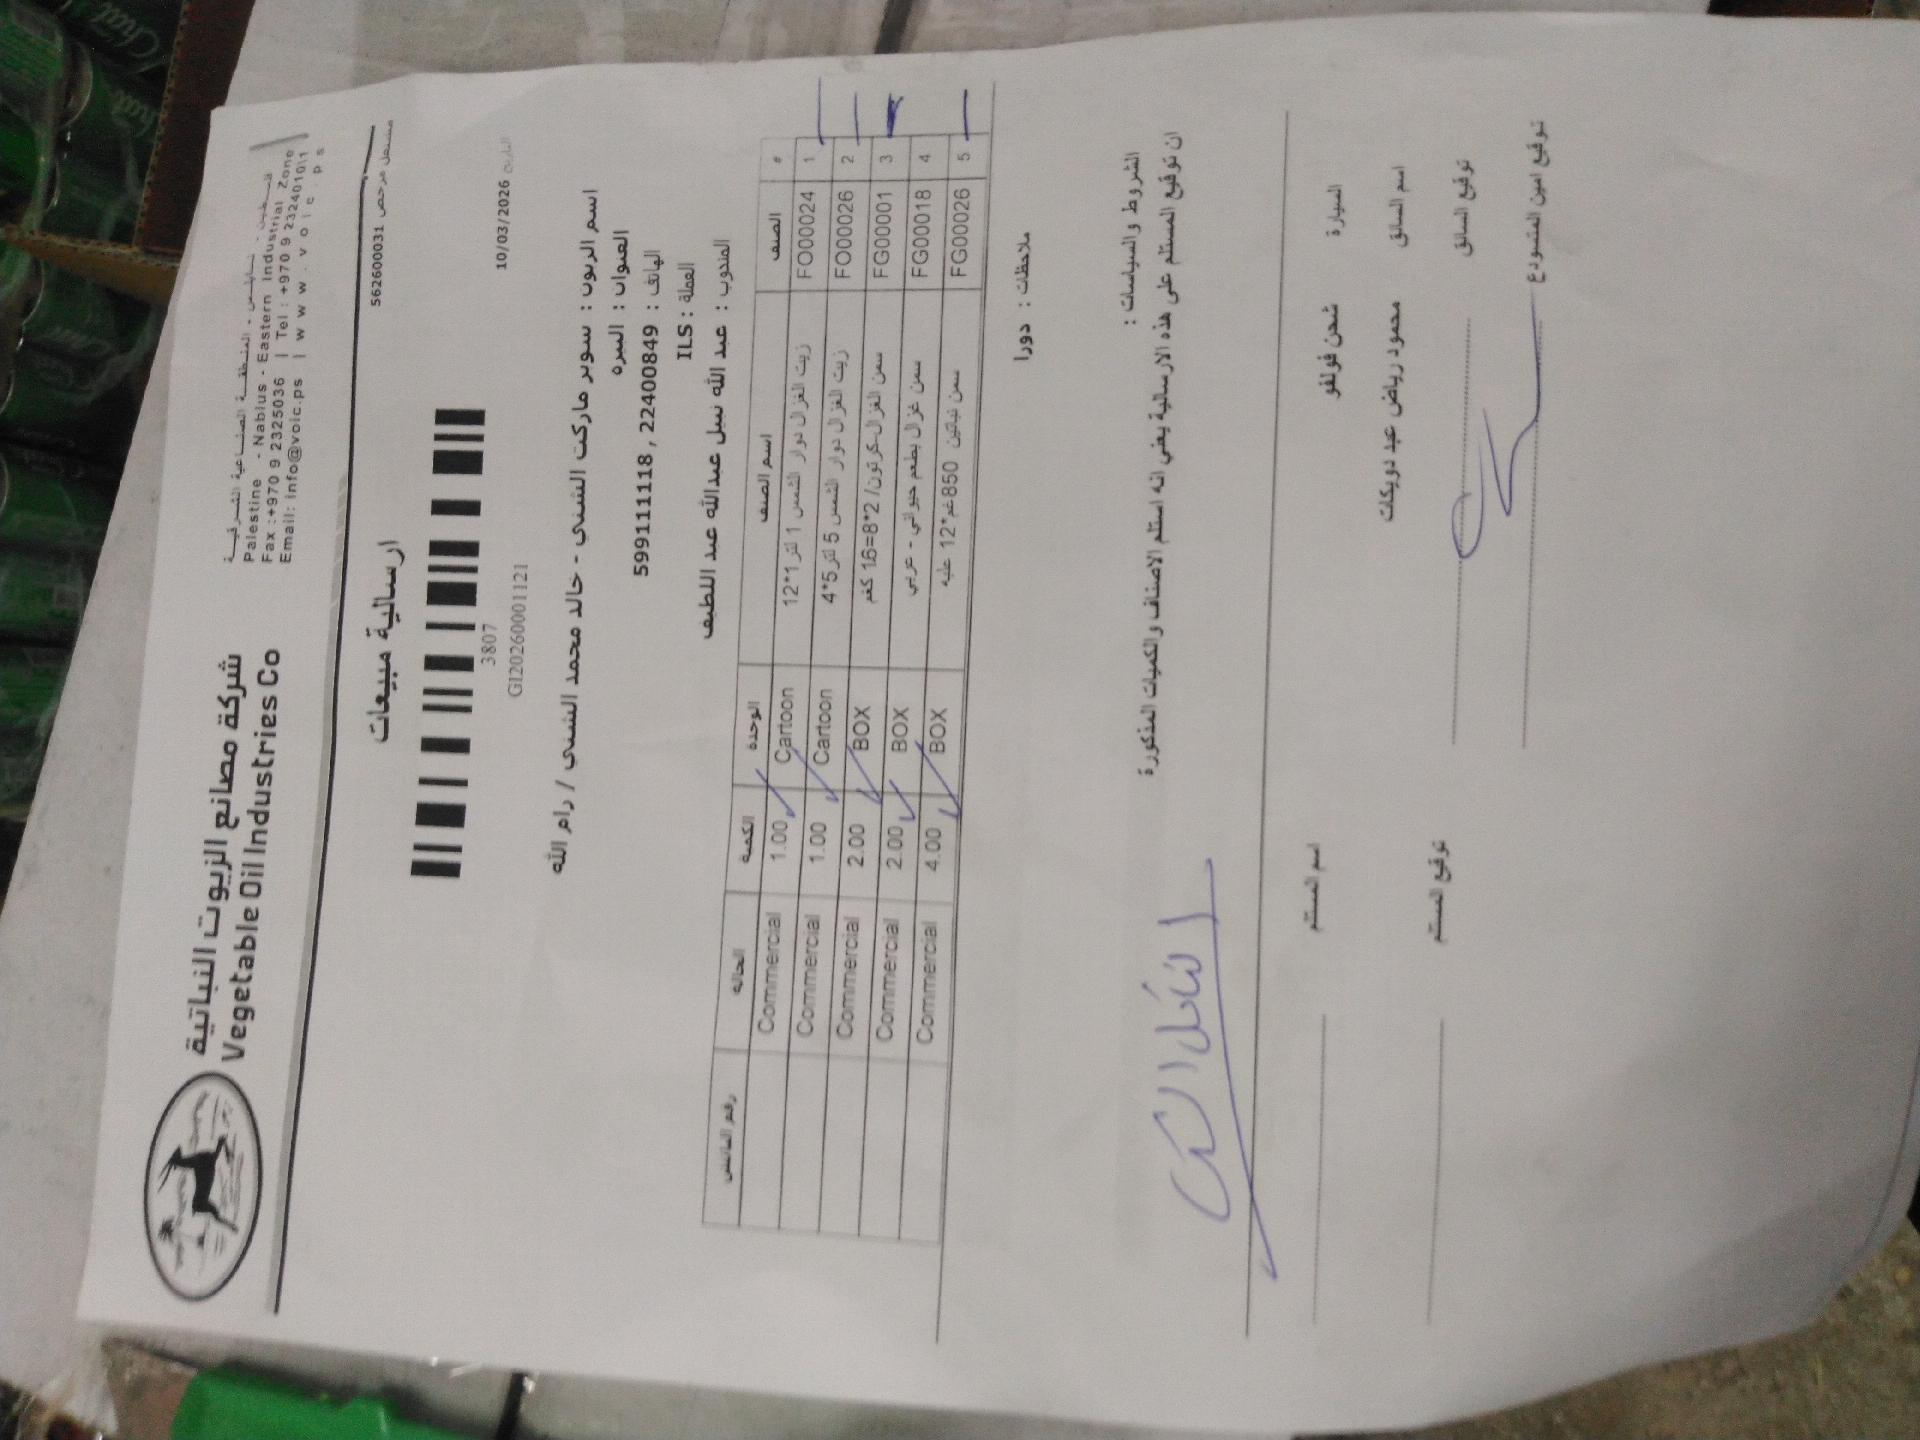 شركة مصانع الزيوت النباتية
Vegetable Oil Industries Co
فلسطين - نابلس - المنطقة الصناعية الشرقية
Palestine - Nablus - Eastern Industrial Zone
Fax :+970 9 2325036 | Tel : +970 9 2324010\1
Email: info@voic.ps | www.voic.ps
562600031 مشتغل مرخص
ارسالية مبيعات
3807
10/03/2026 التاريخ
GI202600001121
اسم الزبون : سوبر ماركت الشني - خالد محمد الشني / رام الله
العنوان : البيره
الهاتف : 599111118 , 22400849
العملة : ILS
المندوب : عبد الله نبيل عبدالله عبد اللطيف
# الصنف اسم الصنف الوحدة الكمية الحاله رقم الماتس
1 FO00024 زيت الغزال دوار الشمس 1 لتر 1*12 Cartoon 1.00 Commercial
2 FO00026 زيت الغزال دوار الشمس 5 لتر 5*4 Cartoon 1.00 Commercial
3 FG00001 سمن الغزال-كرتون/ 2*8=16 كغم BOX 2.00 Commercial
4 FG00018 سمن غزال بطعم حيواني - عربي BOX 2.00 Commercial
5 FG00026 سمن نباتين 850غم*12 علبه BOX 4.00 Commercial
ملاحظات : دورا
الشروط والسياسات :
ان توقيع المستلم على هذه الارسالية يعني انه استلم الاصناف والكميات المذكورة
السيارة شحن فولفو اسم المستلم
اسم السائق محمود رياض عبد دويكات
توقيع السائق توقيع المستلم
توقيع امين المستودع